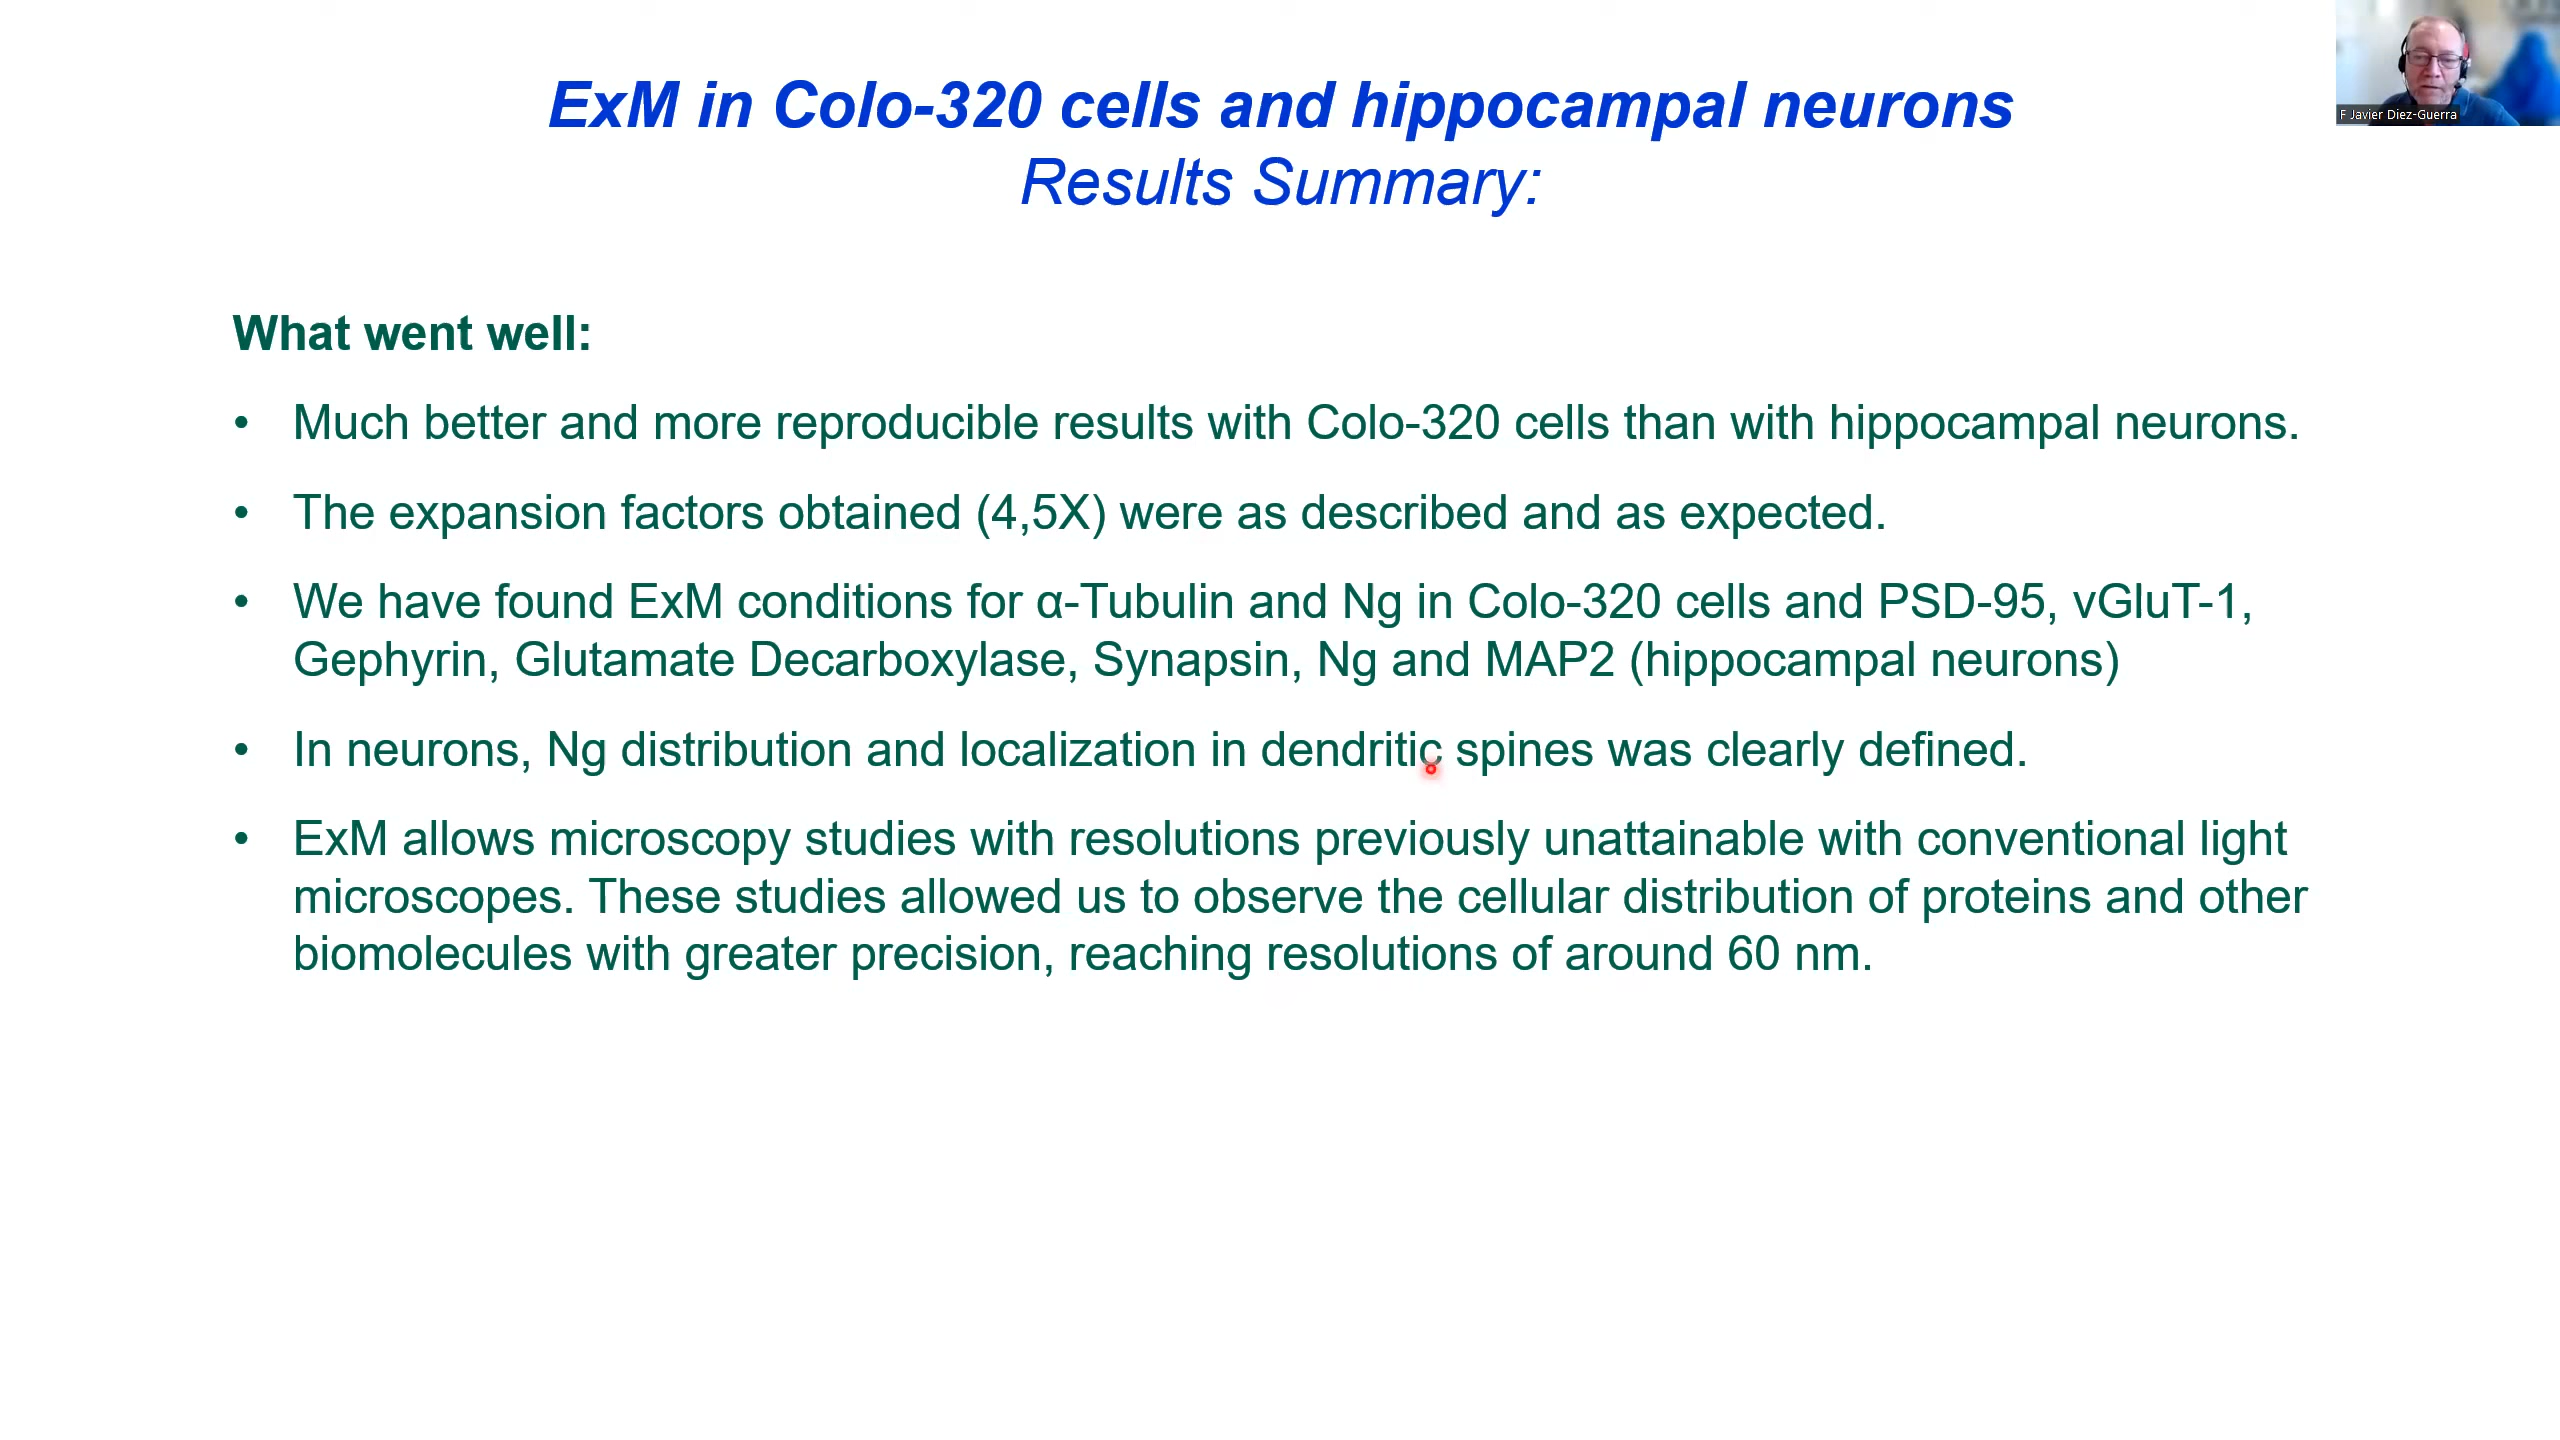 ExM in Colo-320 cells and hippocampal neurons
Results Summary:
F Javier Diez-Guerra
What went well:
• Much better and more reproducible results with Colo-320 cells than with hippocampal neurons.
• The expansion factors obtained (4,5X) were as described and as expected.
• We have found ExM conditions for α-Tubulin and Ng in Colo-320 cells and PSD-95, vGluT-1,
Gephyrin, Glutamate Decarboxylase, Synapsin, Ng and MAP2 (hippocampal neurons)
• In neurons, Ng distribution and localization in dendritic spines was clearly defined.
• ExM allows microscopy studies with resolutions previously unattainable with conventional light
microscopes. These studies allowed us to observe the cellular distribution of proteins and other
biomolecules with greater precision, reaching resolutions of around 60 nm.